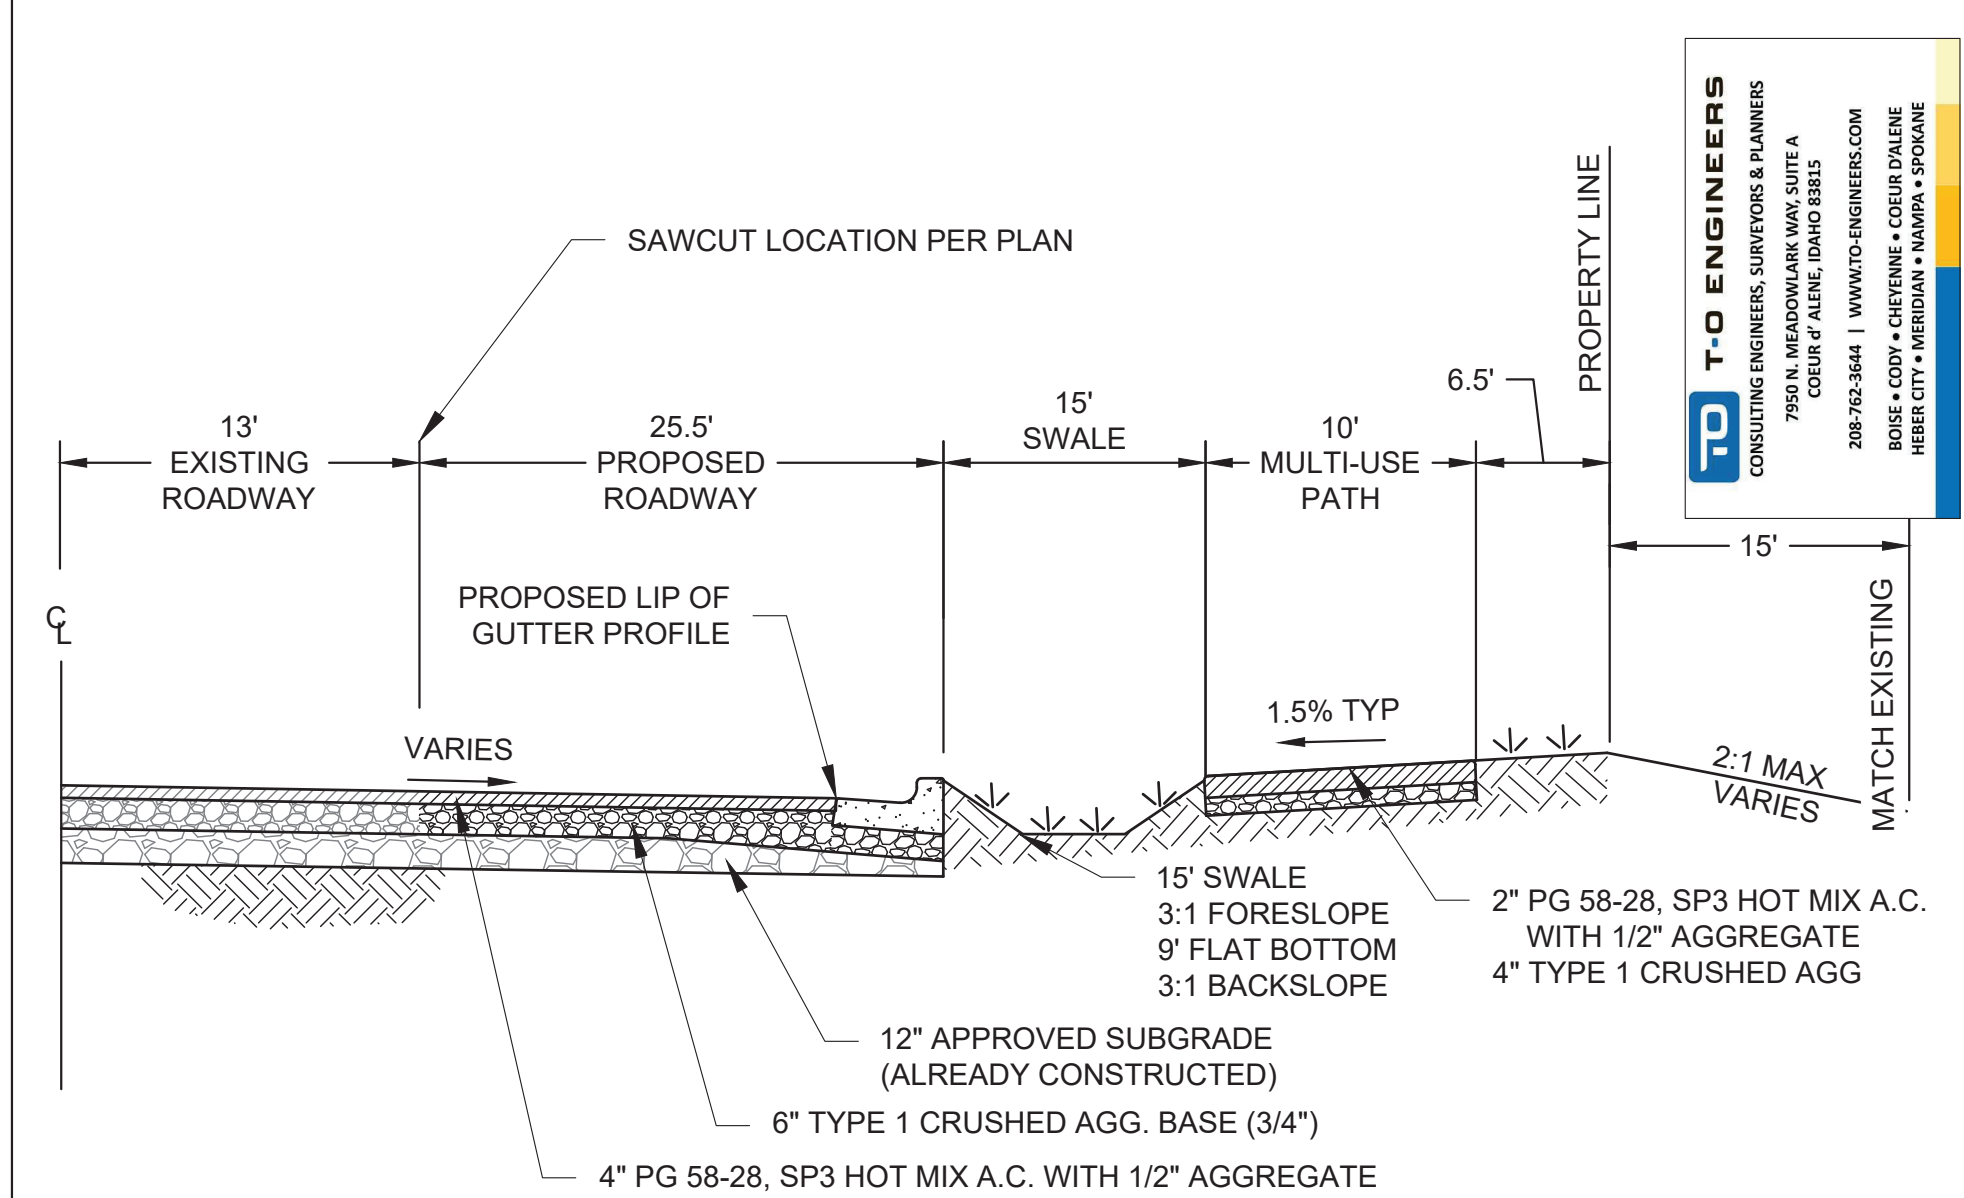 T-O ENGINEERS
CONSULTING ENGINEERS, SURVEYORS & PLANNERS
7950 N. MEADOWLARK WAY, SUITE A
COEUR d' ALENE, IDAHO 83815
208-762-3644 | WWW.TO-ENGINEERS.COM
BOISE • CODY • CHEYENNE • COEUR D'ALENE
HEBER CITY • MERIDIAN • NAMPA • SPOKANE
SAWCUT LOCATION PER PLAN
PROPERTY LINE
13'
EXISTING
ROADWAY
25.5'
PROPOSED
ROADWAY
15'
SWALE
10'
MULTI-USE
PATH
6.5'
15'
MATCH EXISTING
CL
PROPOSED LIP OF
GUTTER PROFILE
VARIES
1.5% TYP
2:1 MAX
VARIES
15' SWALE
3:1 FORESLOPE
9' FLAT BOTTOM
3:1 BACKSLOPE
2" PG 58-28, SP3 HOT MIX A.C.
WITH 1/2" AGGREGATE
4" TYPE 1 CRUSHED AGG
12" APPROVED SUBGRADE
(ALREADY CONSTRUCTED)
6" TYPE 1 CRUSHED AGG. BASE (3/4")
4" PG 58-28, SP3 HOT MIX A.C. WITH 1/2" AGGREGATE